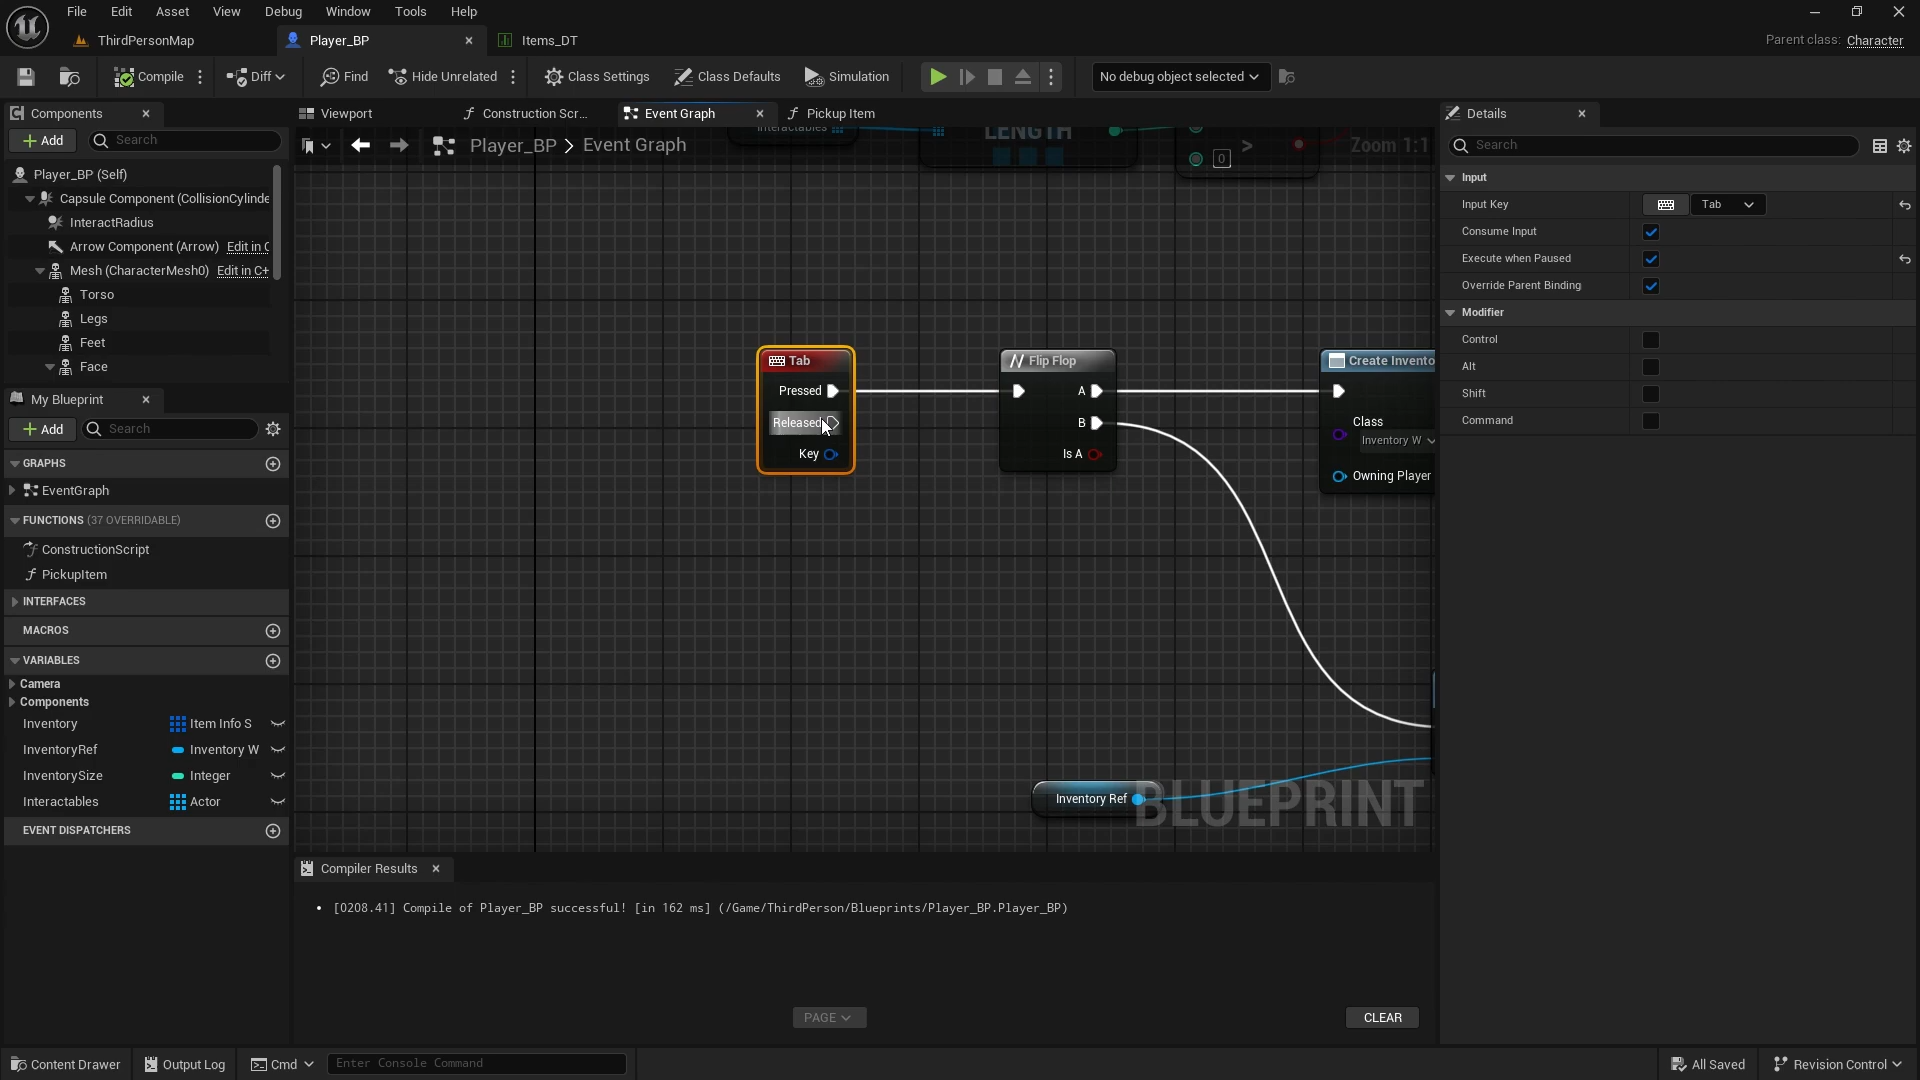 File Edit Asset View Debug Window Tools Help
ThirdPersonMap Player_BP Items_DT Parent class: Character
Compile Diff Find Hide Unrelated Class Settings Class Defaults Simulation No debug object selected
Components Viewport Construction Scr... Event Graph Pickup Item Details
Add Search Player_BP > Event Graph Zoom 1:1 Search
Interactables LENGTH 0 >
Player_BP (Self)
Capsule Component (CollisionCylinde
InteractRadius
Arrow Component (Arrow) Edit in C
Mesh (CharacterMesh0) Edit in C+
Torso
Legs
Feet
Face
My Blueprint
Add Search
GRAPHS
EventGraph
FUNCTIONS (37 OVERRIDABLE)
ConstructionScript
PickupItem
INTERFACES
MACROS
VARIABLES
Camera
Components
Inventory Item Info S
InventoryRef Inventory W
InventorySize Integer
Interactables Actor
EVENT DISPATCHERS
Tab
Pressed
Released
Key
Flip Flop
A
B
Is A
Create Invento
Class
Inventory W
Owning Player
Inventory Ref
BLUEPRINT
Input
Input Key Tab
Consume Input
Execute when Paused
Override Parent Binding
Modifier
Control
Alt
Shift
Command
Compiler Results
[0208.41] Compile of Player_BP successful! [in 162 ms] (/Game/ThirdPerson/Blueprints/Player_BP.Player_BP)
PAGE CLEAR
Content Drawer Output Log Cmd Enter Console Command All Saved Revision Control